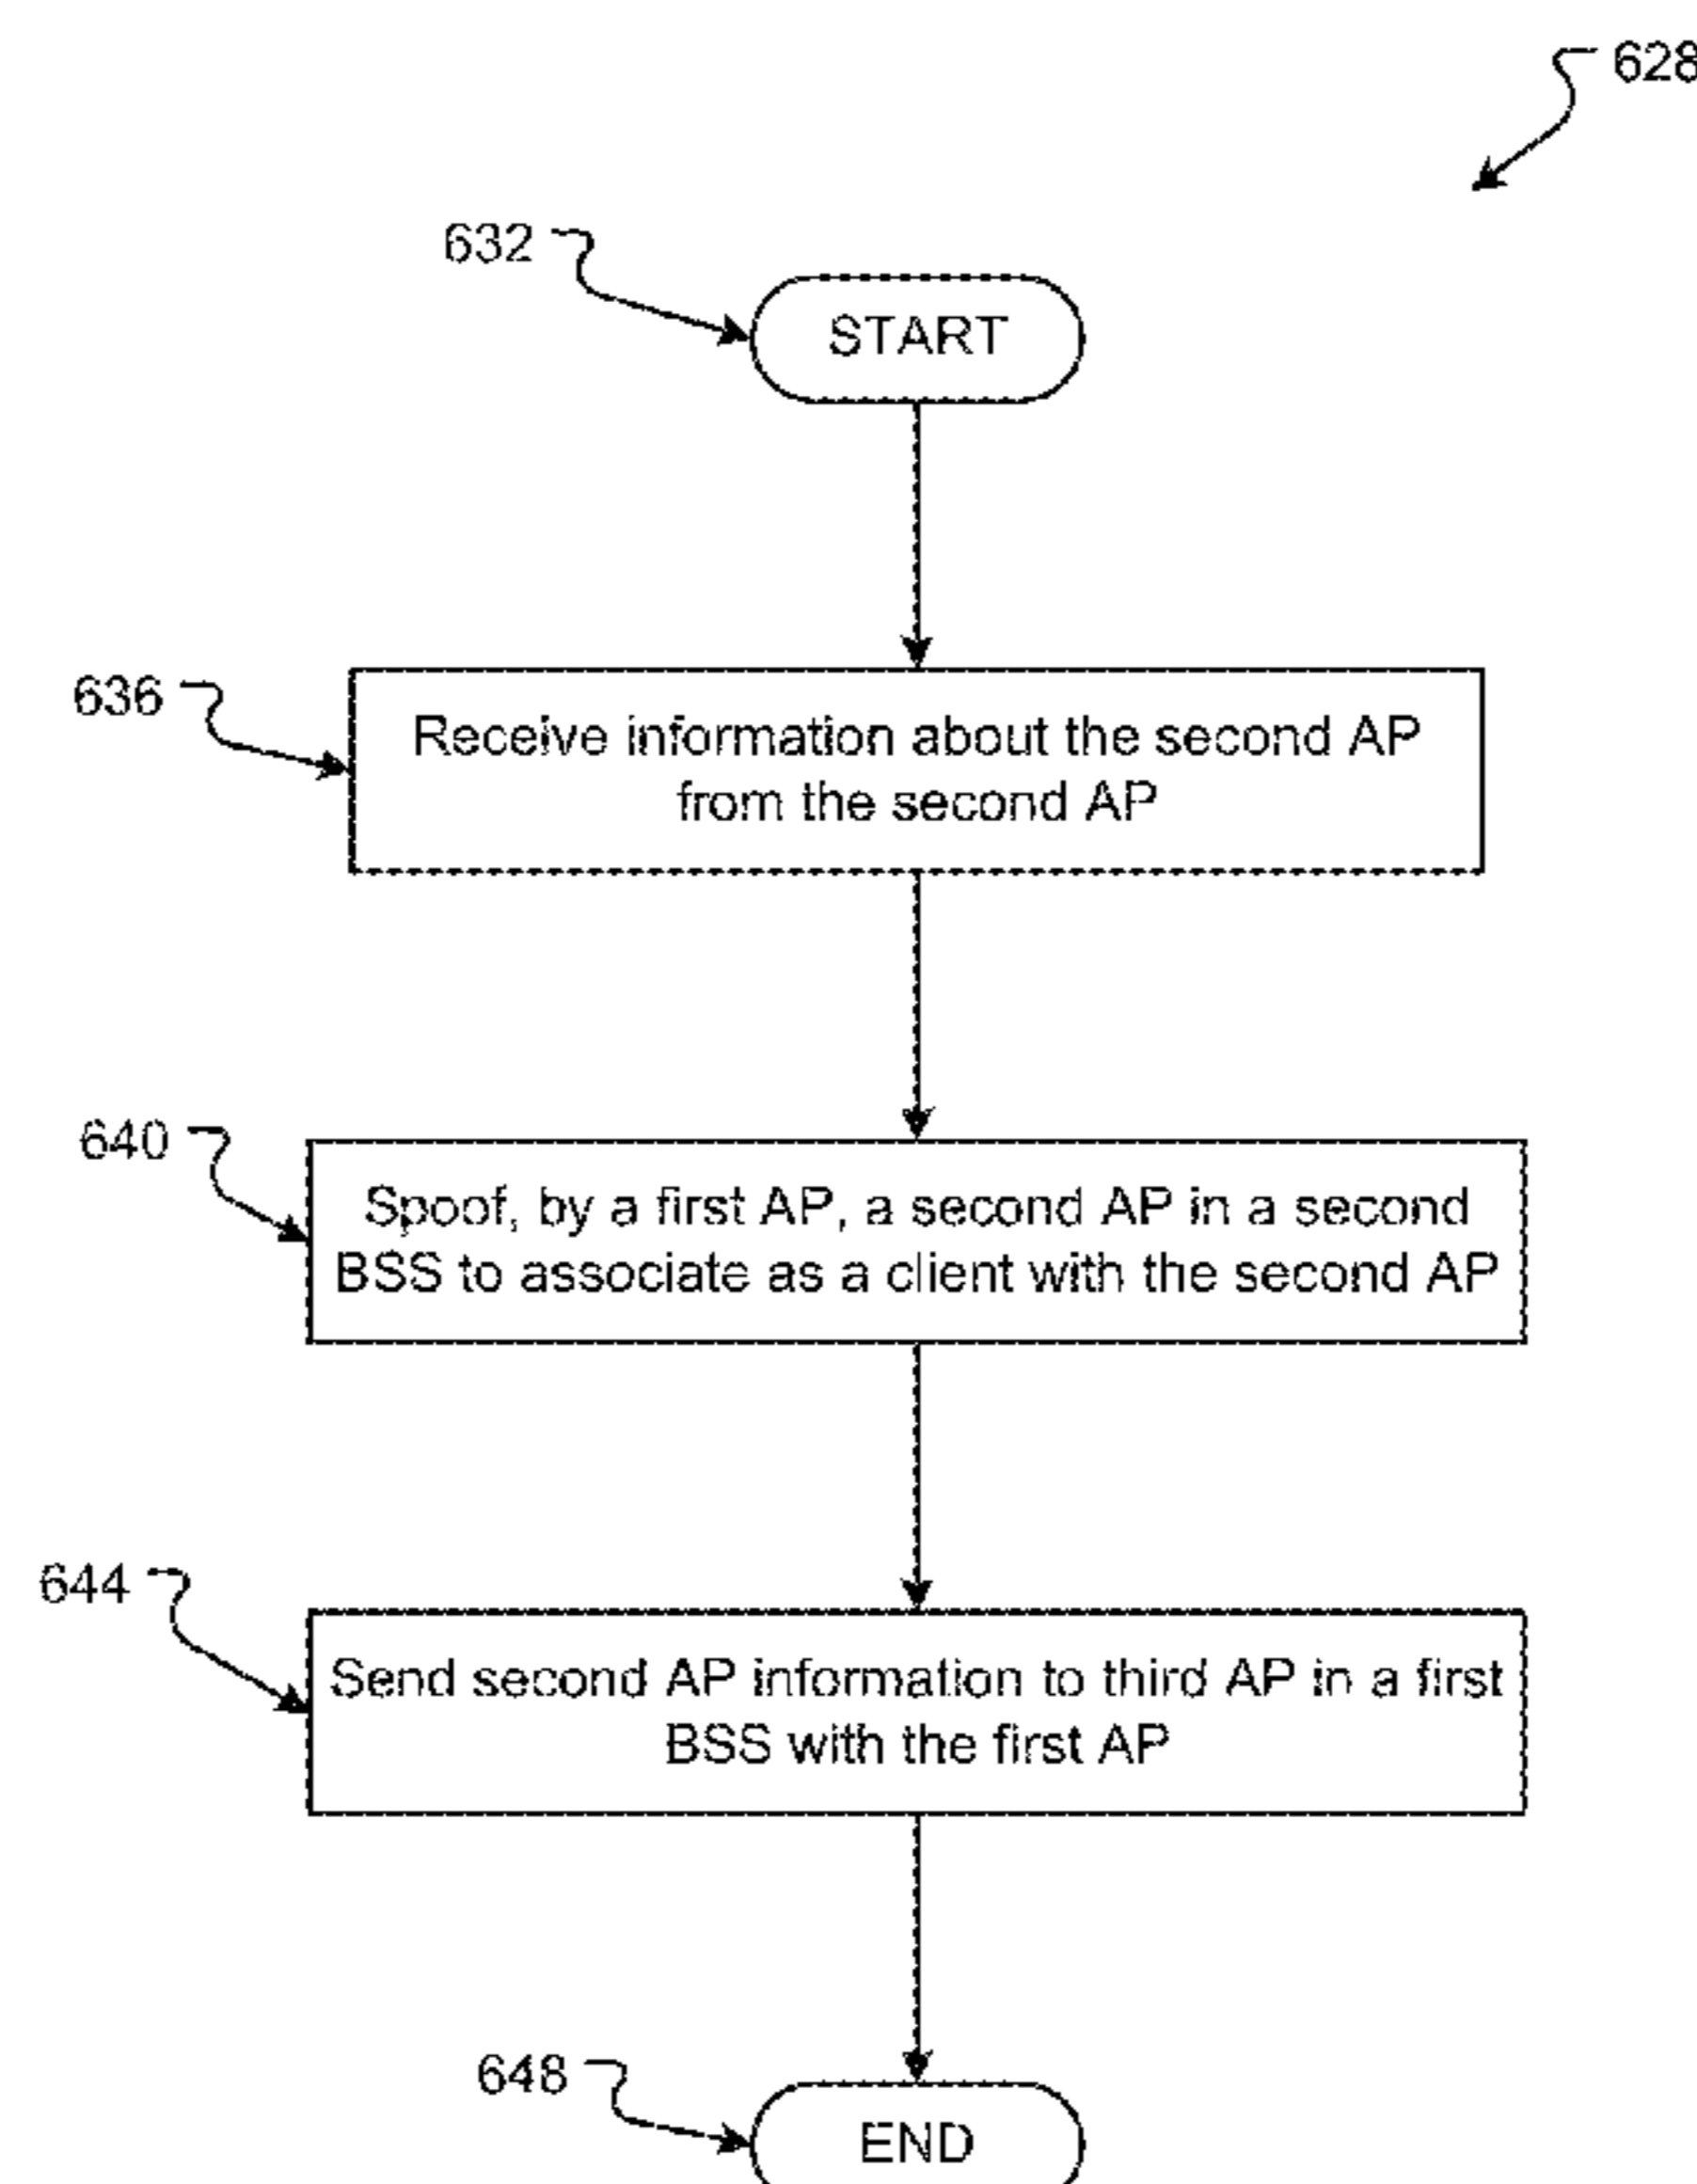 628
632
START
636
Receive information about the second AP
from the second AP
640
Spoof, by a first AP, a second AP in a second
BSS to associate as a client with the second AP
644
Send second AP information to third AP in a first
BSS with the first AP
648
END